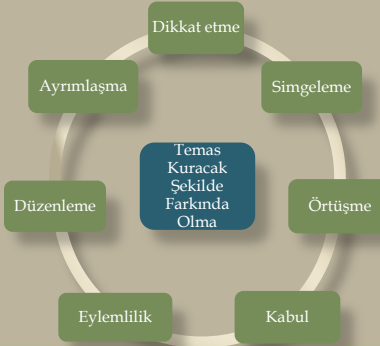 Dikkat etme
Simgeleme
Örtüşme
Kabul
Eylemlilik
Düzenleme
Ayrımlaşma
Temas
Kuracak
Şekilde
Farkında
Olma